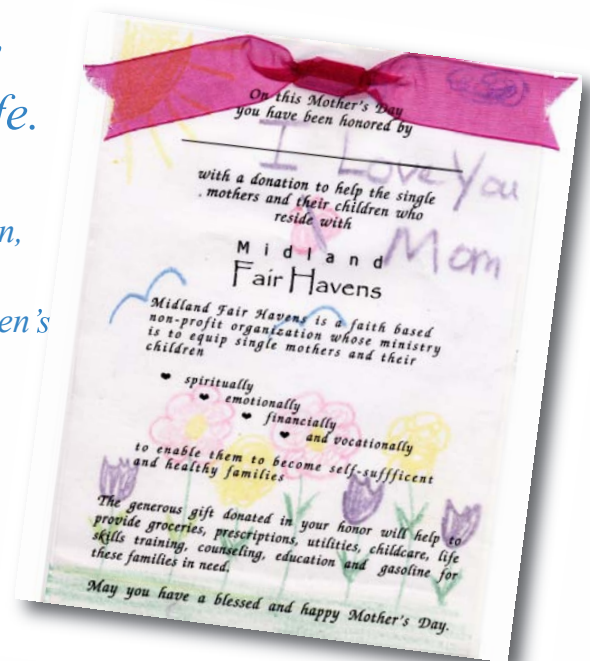 fe.
n,
en's
On this Mother's Day
you have been honored by
I Love You
with a donation to help the single
mothers and their children who
reside with
Mom
Midland
Fair Havens
Midland Fair Havens is a faith based
non-profit organization whose ministry
is to equip single mothers and their
children
❤ spiritually
❤ emotionally
❤ financially
❤ and vocationally
to enable them to become self-suffficent
and healthy families
The generous gift donated in your honor will help to
provide groceries, prescriptions, utilities, childcare, life
skills training, counseling, education and gasoline for
these families in need.
May you have a blessed and happy Mother's Day.